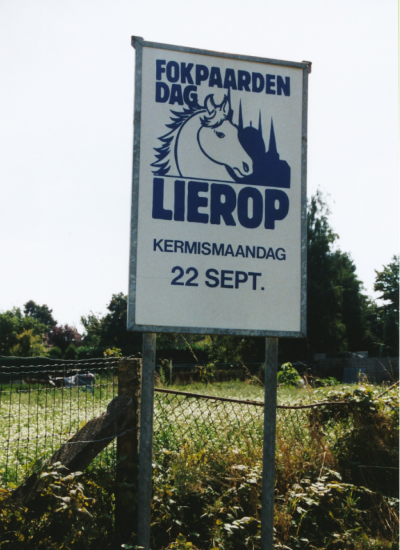 FOKPAARDEN
DAG
LIEROP
KERMISMAANDAG
22 SEPT.